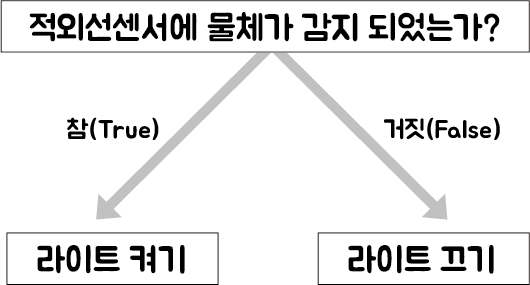 적외선센서에 물체가 감지 되었는가?
참(True)
거짓(False)
라이트 켜기
라이트 끄기